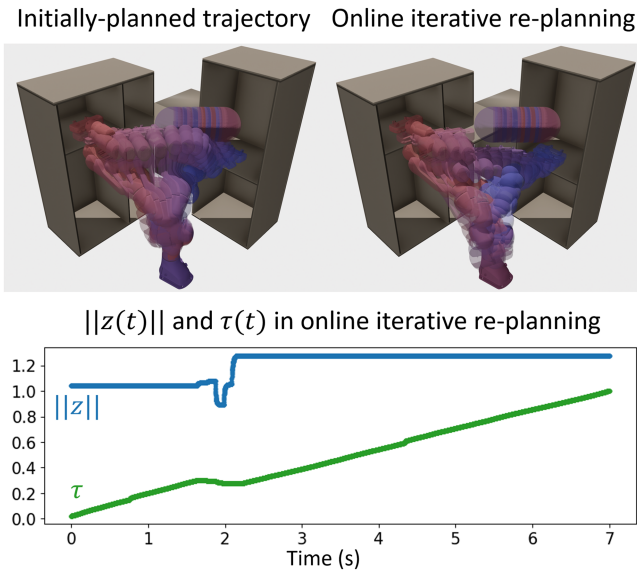 Initially-planned trajectory Online iterative re-planning
||z(t)|| and τ(t) in online iterative re-planning
1.2
1.0
||z||
0.8
0.6
0.4
τ
0.2
0.0
0 1 2 3 4 5 6 7
Time (s)